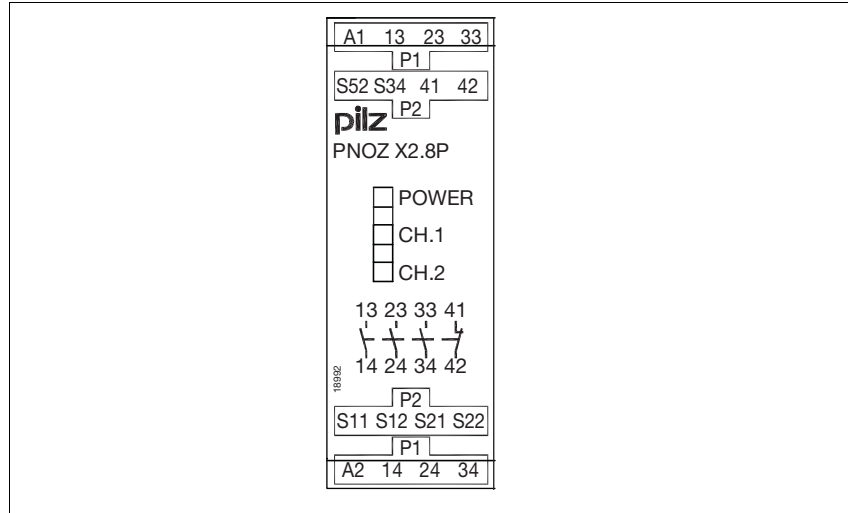 A1 13 23 33
P1
S52 S34 41 42
P2
pilz
PNOZ X2.8P
POWER
CH.1
CH.2
13 23 33 41
14 24 34 42
18992
P2
S11 S12 S21 S22
P1
A2 14 24 34